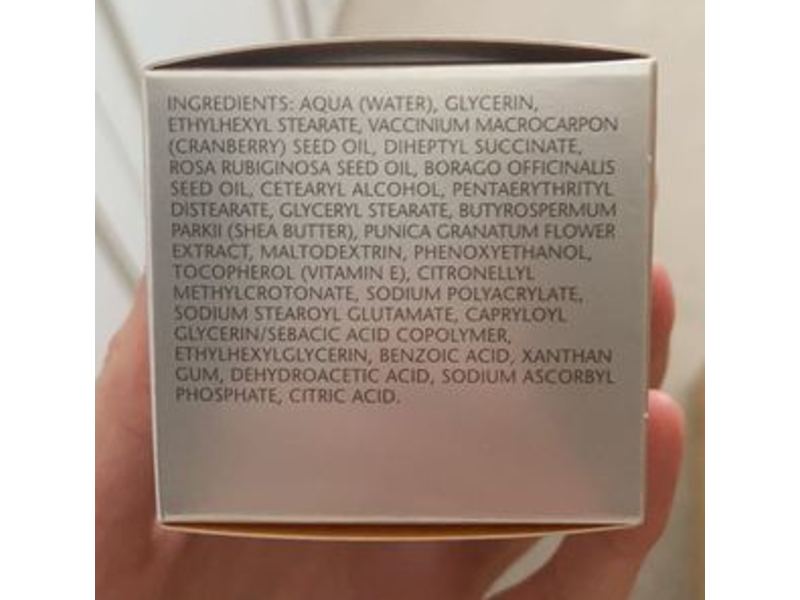 INGREDIENTS: AQUA (WATER), GLYCERIN,
ETHYLHEXYL STEARATE, VACCINIUM MACROCARPON
(CRANBERRY) SEED OIL, DIHEPTYL SUCCINATE,
ROSA RUBIGINOSA SEED OIL, BORAGO OFFICINALIS
SEED OIL, CETEARYL ALCOHOL, PENTAERYTHRITYL
DISTEARATE, GLYCERYL STEARATE, BUTYROSPERMUM
PARKII (SHEA BUTTER), PUNICA GRANATUM FLOWER
EXTRACT, MALTODEXTRIN, PHENOXYETHANOL,
TOCOPHEROL (VITAMIN E), CITRONELLYL
METHYLCROTONATE, SODIUM POLYACRYLATE,
SODIUM STEAROYL GLUTAMATE, CAPRYLOYL
GLYCERIN/SEBACIC ACID COPOLYMER,
ETHYLHEXYLGLYCERIN, BENZOIC ACID, XANTHAN
GUM, DEHYDROACETIC ACID, SODIUM ASCORBYL
PHOSPHATE, CITRIC ACID.